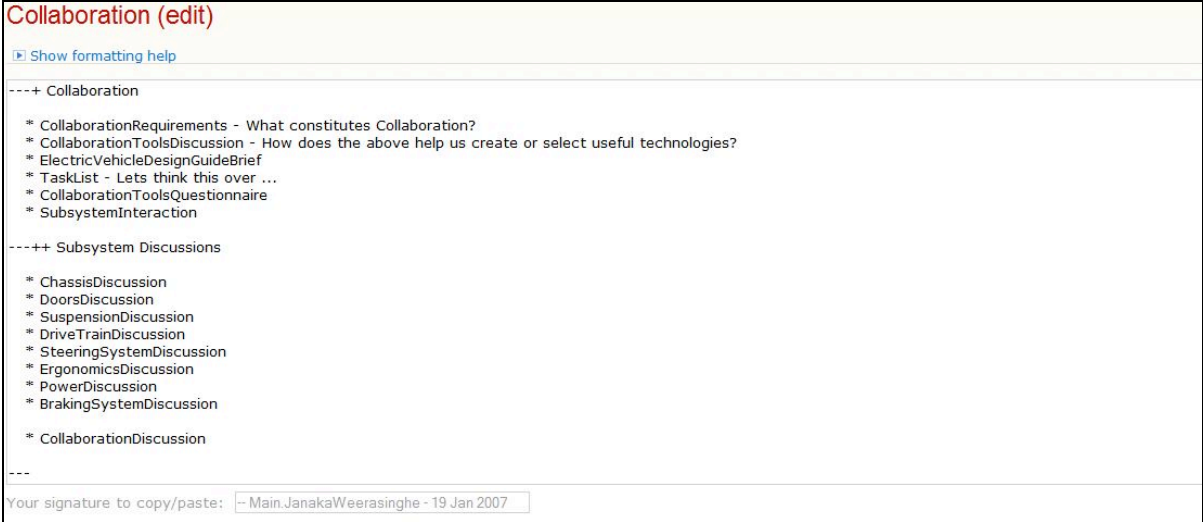 Collaboration (edit)
Show formatting help
---+ Collaboration
* CollaborationRequirements - What constitutes Collaboration?
* CollaborationToolsDiscussion - How does the above help us create or select useful technologies?
* ElectricVehicleDesignGuideBrief
* TaskList - Lets think this over ...
* CollaborationToolsQuestionnaire
* SubsystemInteraction
---++ Subsystem Discussions
* ChassisDiscussion
* DoorsDiscussion
* SuspensionDiscussion
* DriveTrainDiscussion
* SteeringSystemDiscussion
* ErgonomicsDiscussion
* PowerDiscussion
* BrakingSystemDiscussion
* CollaborationDiscussion
---
Your signature to copy/paste: -- Main.JanakaWeerasinghe - 19 Jan 2007